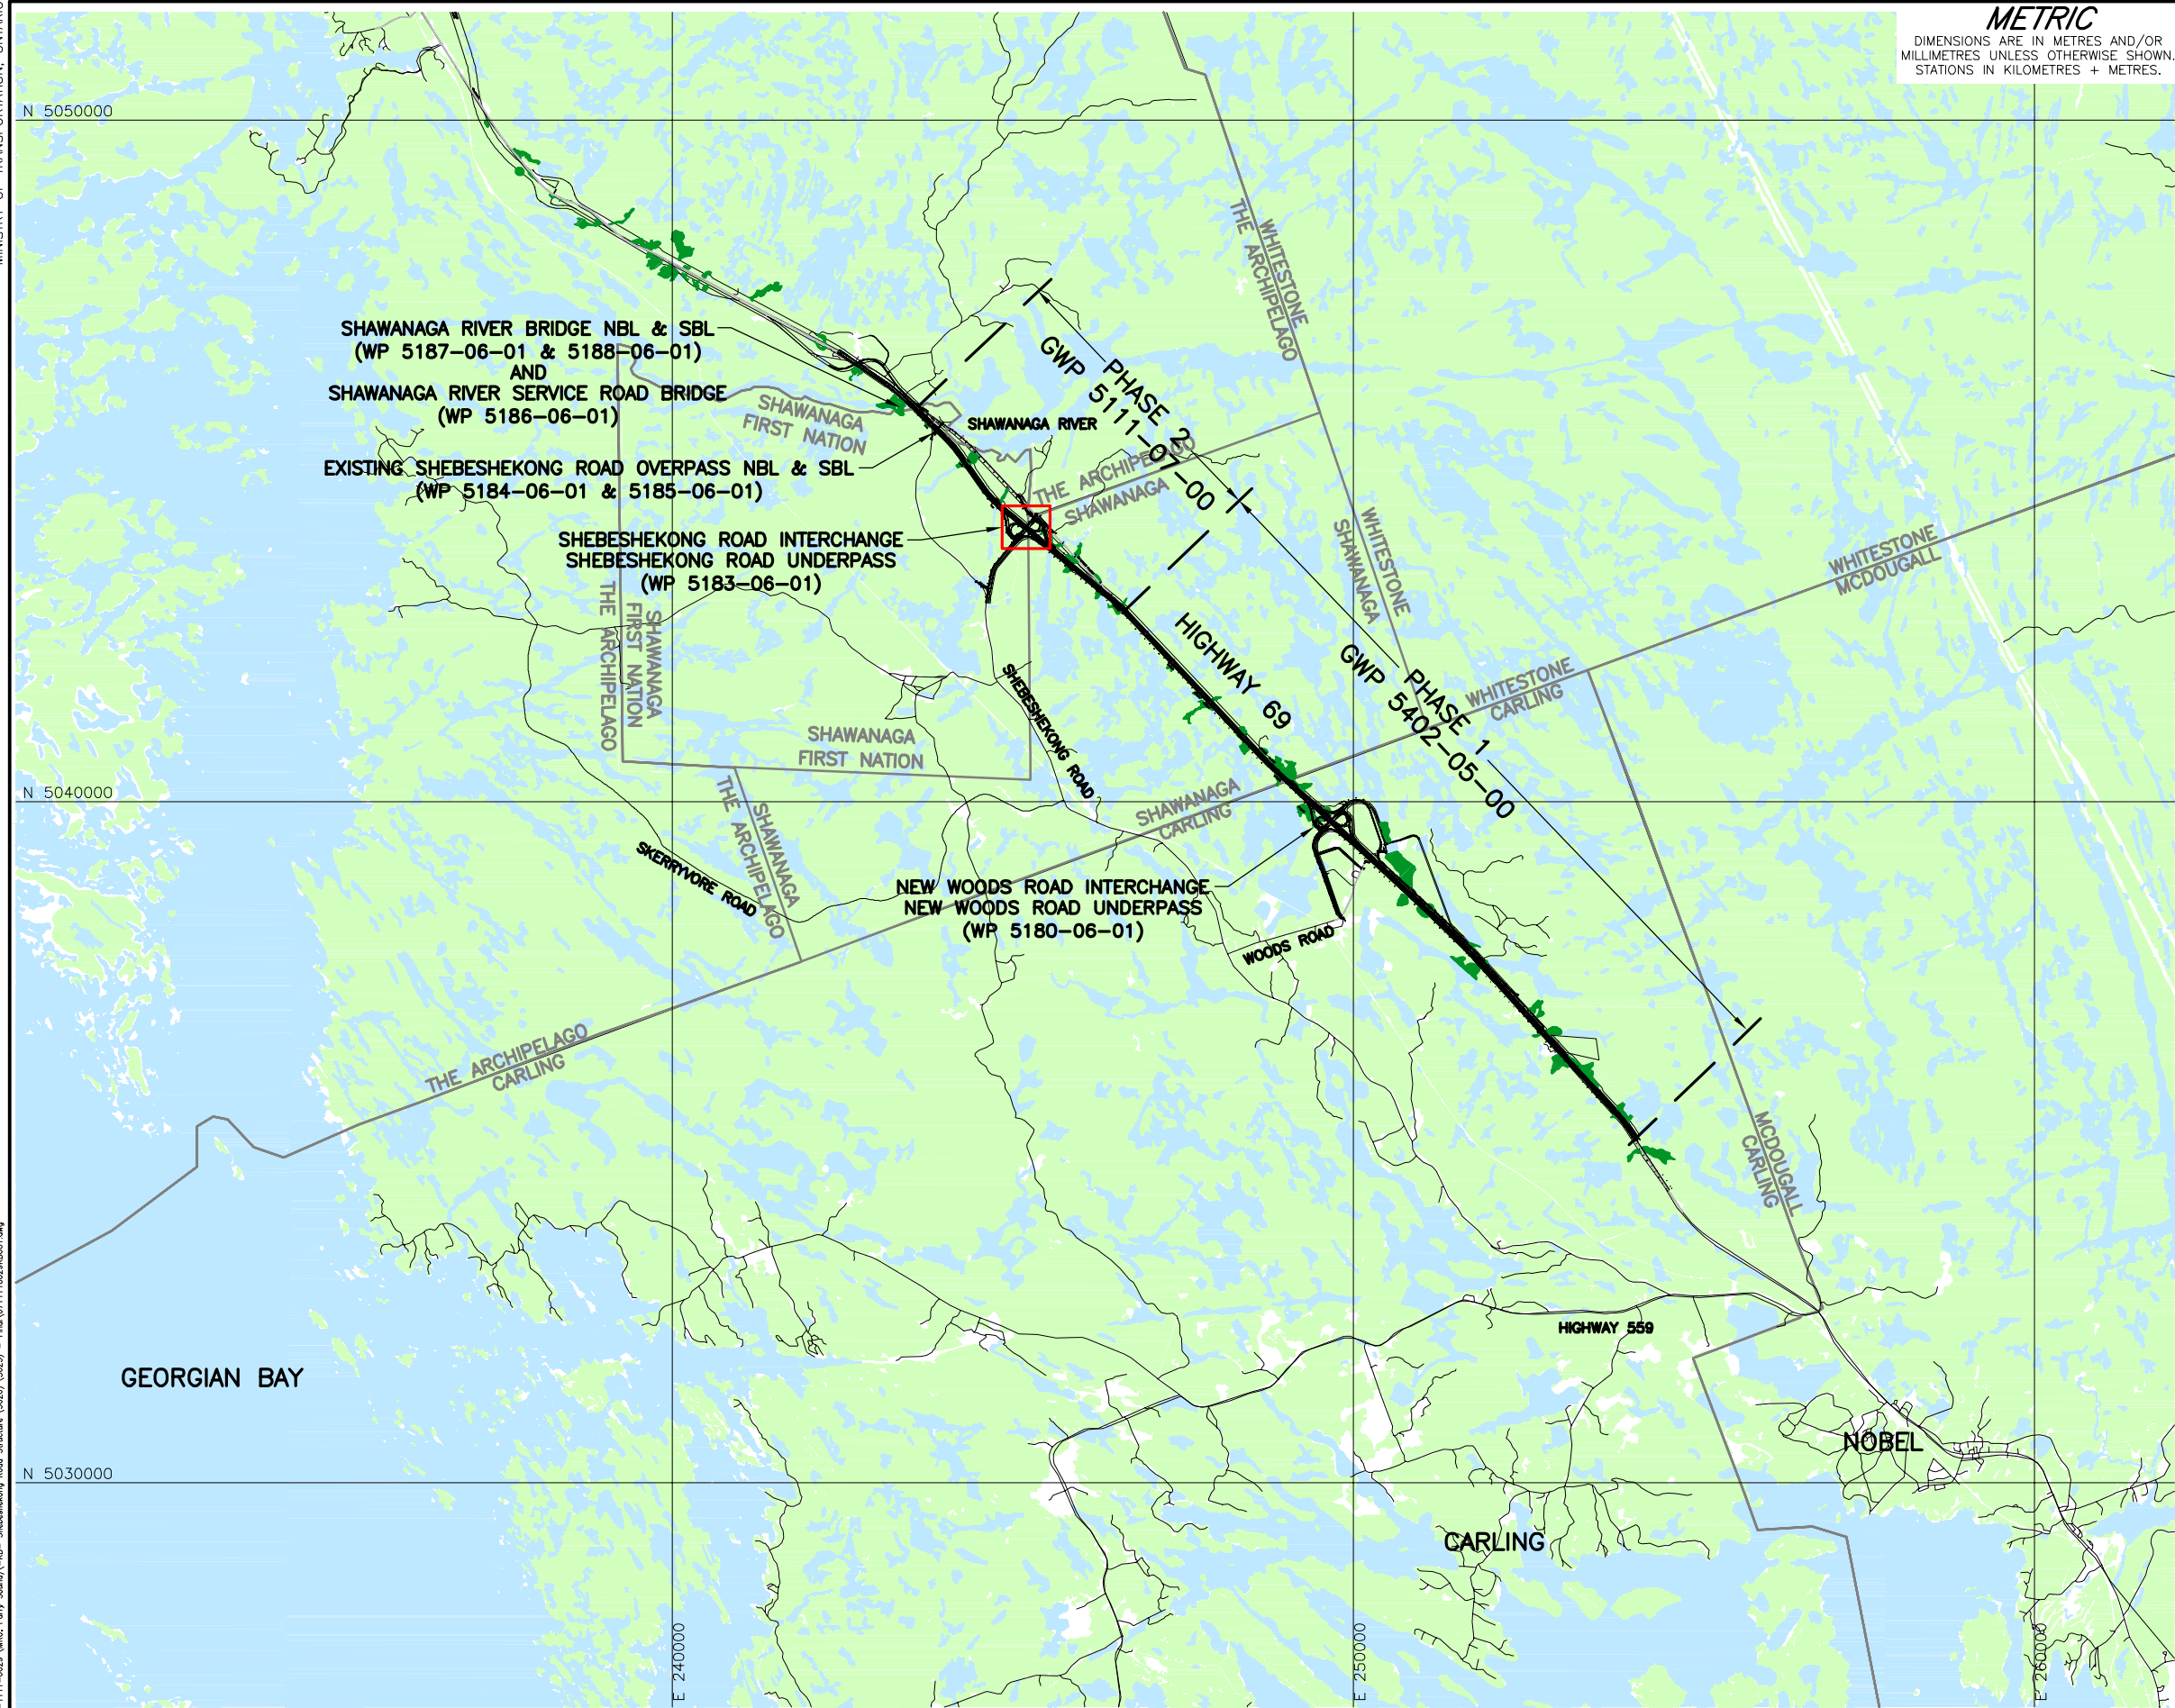 METRIC
DIMENSIONS ARE IN METRES AND/OR
MILLIMETRES UNLESS OTHERWISE SHOWN.
STATIONS IN KILOMETRES + METRES.
N 5050000
WHITESTONE
THE ARCHIPELAGO
SHAWANAGA RIVER BRIDGE NBL & SBL
(WP 5187-06-01 & 5188-06-01)
AND
SHAWANAGA RIVER SERVICE ROAD BRIDGE
(WP 5186-06-01)
SHAWANAGA
FIRST NATION
SHAWANAGA RIVER
PHASE 2
GWP 5111-07-00
EXISTING SHEBESHEKONG ROAD OVERPASS NBL & SBL
(WP 5184-06-01 & 5185-06-01)
THE ARCHIPELAGO
SHAWANAGA
SHEBESHEKONG ROAD INTERCHANGE
SHEBESHEKONG ROAD UNDERPASS
(WP 5183-06-01)
WHITESTONE
SHAWANAGA
WHITESTONE
MCDOUGALL
SHAWANAGA
FIRST NATION
THE ARCHIPELAGO
HIGHWAY 69
PHASE 1
GWP 5402-05-00
WHITESTONE
CARLING
SHEBESHEKONG ROAD
SHAWANAGA
FIRST NATION
N 5040000
SHAWANAGA
THE ARCHIPELAGO
SHAWANAGA
CARLING
SKERRYVORE ROAD
NEW WOODS ROAD INTERCHANGE
NEW WOODS ROAD UNDERPASS
(WP 5180-06-01)
WOODS ROAD
THE ARCHIPELAGO
CARLING
MCDOUGALL
CARLING
HIGHWAY 559
GEORGIAN BAY
NOBEL
N 5030000
CARLING
E 240000
E 250000
E 260000